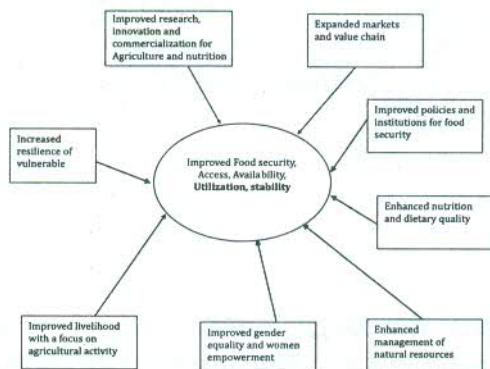 Improved research,
innovation and
commercialization for
Agriculture and nutrition
Expanded markets
and value chain
Improved policies and
institutions for food
security
Increased
resilience of
vulnerable
Improved Food security,
Access, Availability,
Utilization, stability
Enhanced nutrition
and dietary quality
Improved livelihood
with a focus on
agricultural activity
Improved gender
equality and women
empowerment
Enhanced
management of
natural resources